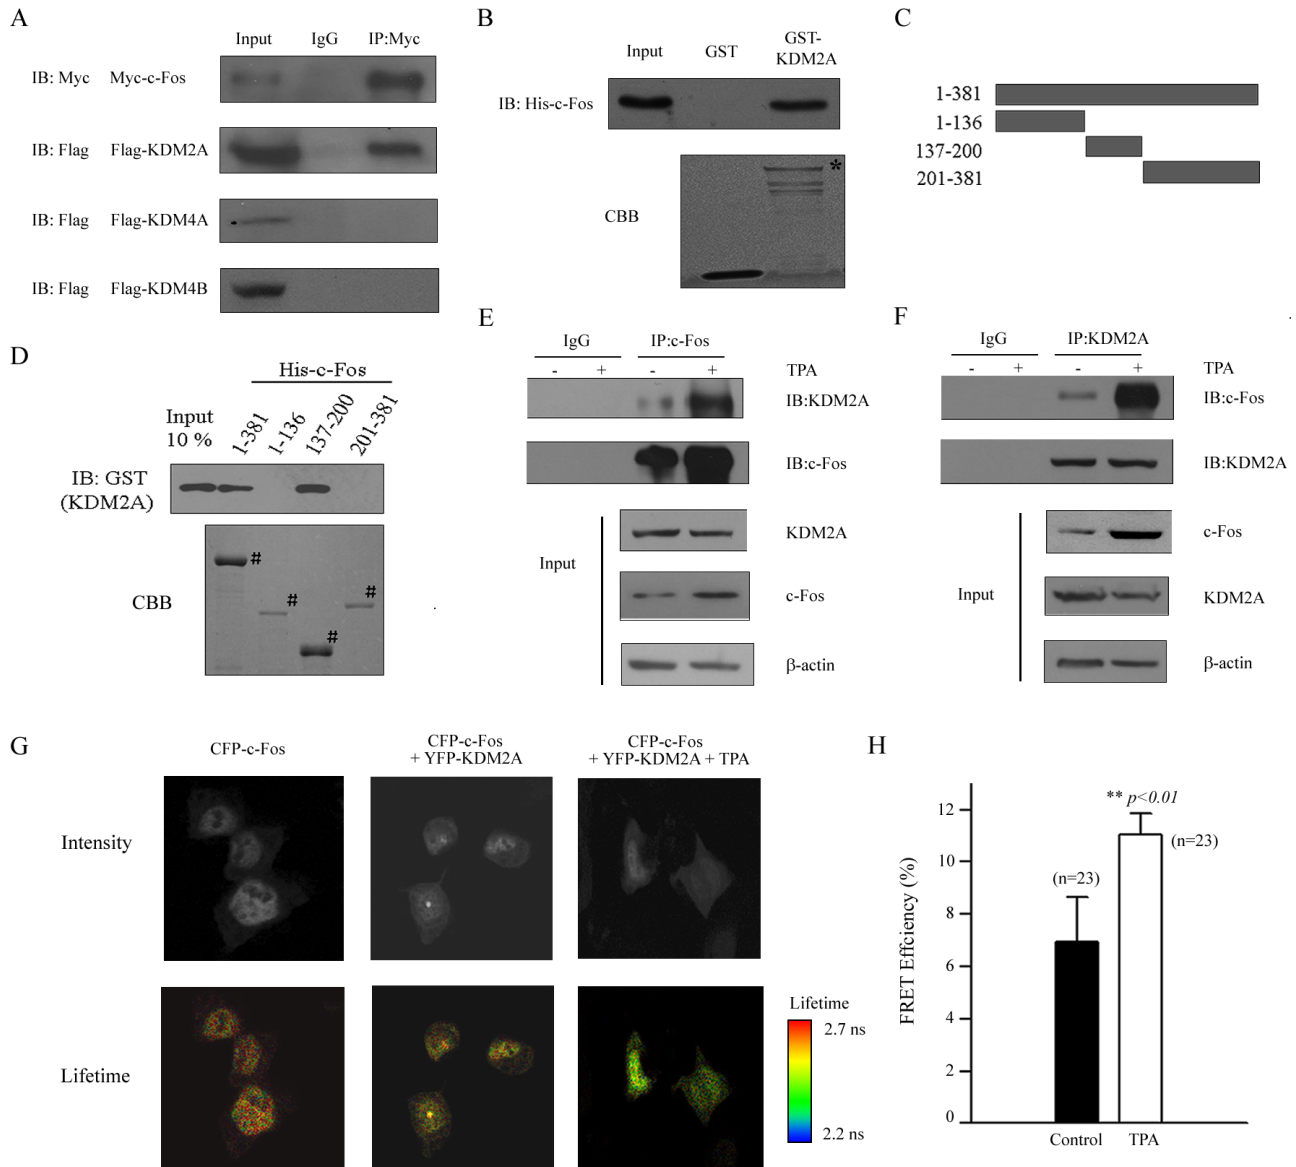 A
Input IgG IP:Myc
IB: Myc Myc-c-Fos
IB: Flag Flag-KDM2A
IB: Flag Flag-KDM4A
IB: Flag Flag-KDM4B
B
Input GST GST-
KDM2A
IB: His-c-Fos
*
CBB
C
1-381
1-136
137-200
201-381
D
His-c-Fos
Input
10 %
1-381
1-136
137-200
201-381
IB: GST
(KDM2A)
CBB
#
#
#
#
E
IgG IP:c-Fos
- + - + TPA
IB:KDM2A
IB:c-Fos
Input
KDM2A
c-Fos
β-actin
F
IgG IP:KDM2A
- + - + TPA
IB:c-Fos
IB:KDM2A
Input
c-Fos
KDM2A
β-actin
G
CFP-c-Fos
CFP-c-Fos
+ YFP-KDM2A
CFP-c-Fos
+ YFP-KDM2A + TPA
Intensity
Lifetime
Lifetime
2.7 ns
2.2 ns
H
** p<0.01
(n=23)
(n=23)
FRET Effciency (%)
12
10
8
6
4
2
0
Control TPA